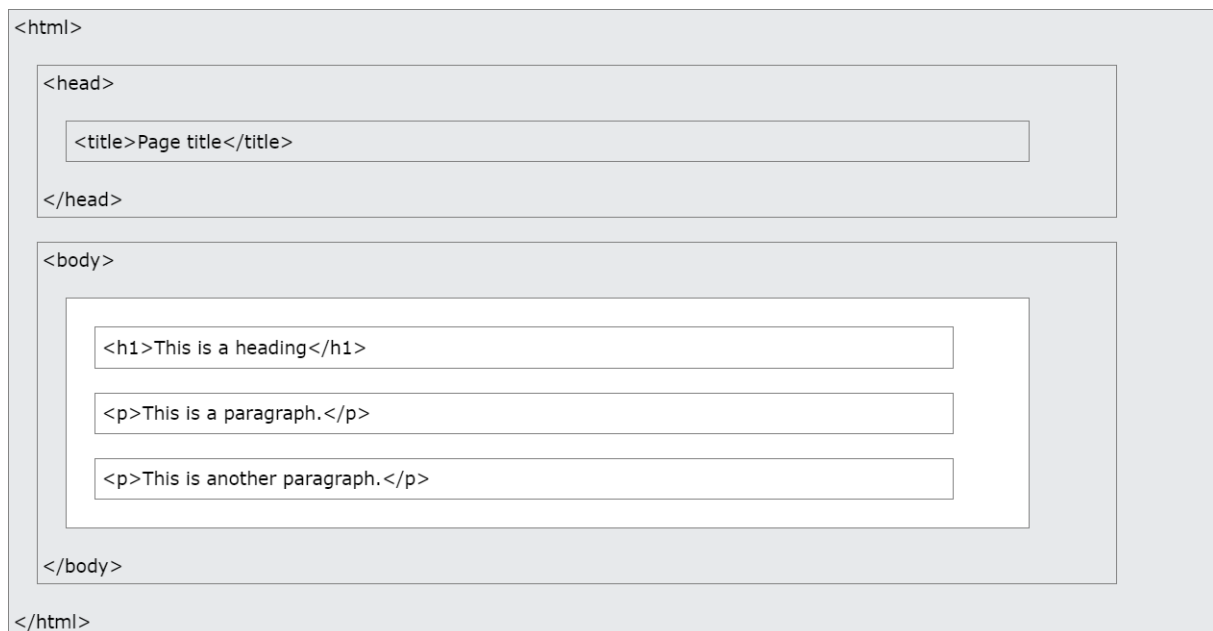 <html>
<head>
<title>Page title</title>
</head>
<body>
<h1>This is a heading</h1>
<p>This is a paragraph.</p>
<p>This is another paragraph.</p>
</body>
</html>